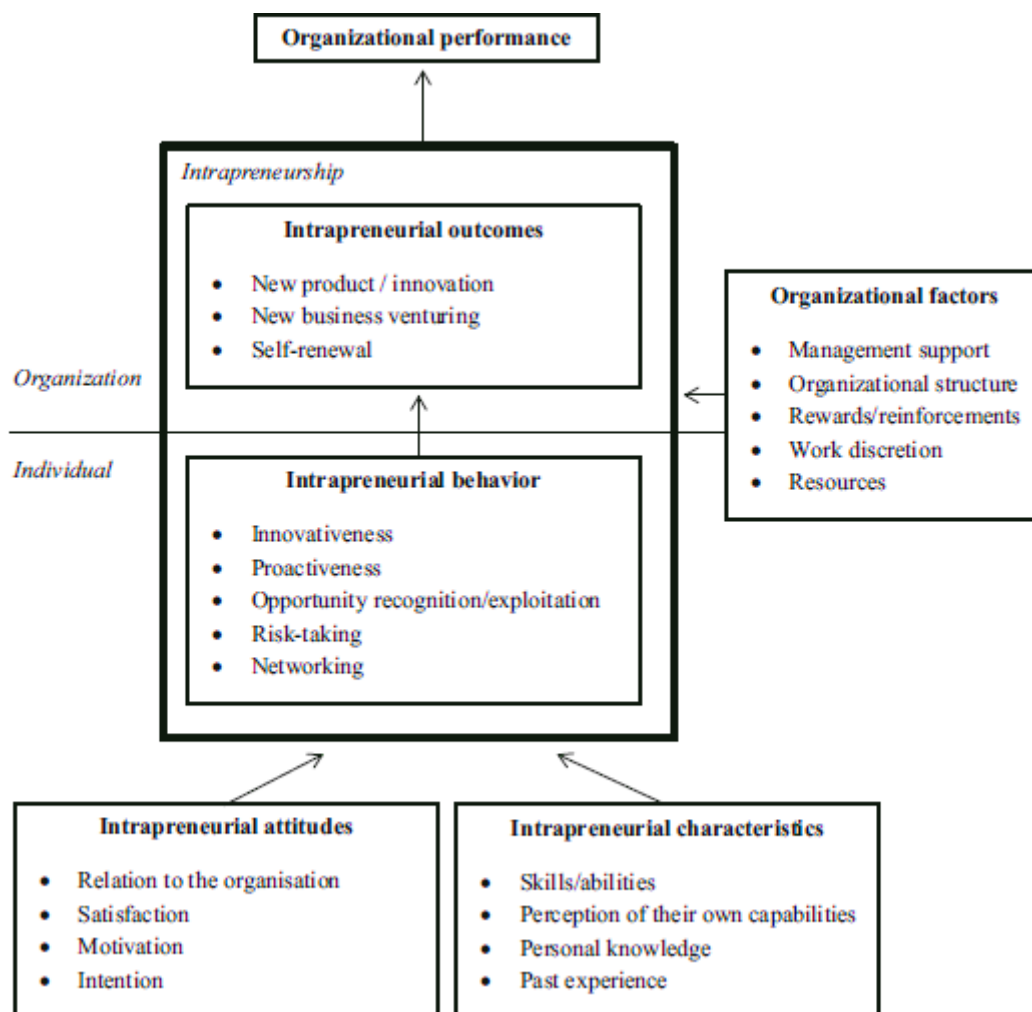 Organizational performance
Intrapreneurship
Intrapreneurial outcomes
• New product / innovation
• New business venturing
• Self-renewal
Organizational factors
• Management support
• Organizational structure
• Rewards/reinforcements
• Work discretion
• Resources
Organization
Individual
Intrapreneurial behavior
• Innovativeness
• Proactiveness
• Opportunity recognition/exploitation
• Risk-taking
• Networking
Intrapreneurial attitudes
• Relation to the organisation
• Satisfaction
• Motivation
• Intention
Intrapreneurial characteristics
• Skills/abilities
• Perception of their own capabilities
• Personal knowledge
• Past experience